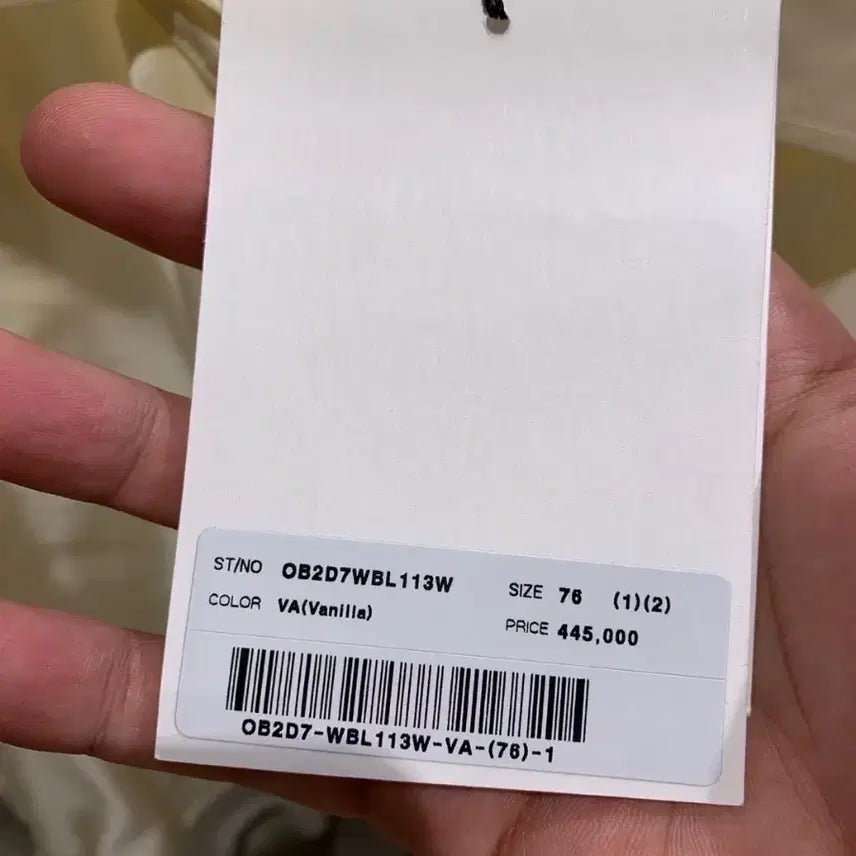 ST/NO OB2D7WBL113W SIZE 76 (1)(2)
COLOR VA(Vanilla) PRICE 445,000
OB2D7-WBL113W-VA-(76)-1